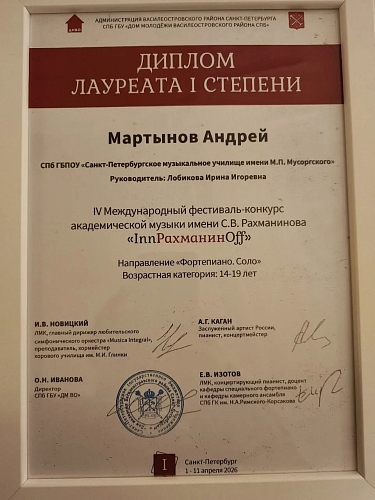 АДМИНИСТРАЦИЯ ВАСИЛЕОСТРОВСКОГО РАЙОНА САНКТ-ПЕТЕРБУРГА
СПБ ГБУ «ДОМ МОЛОДЁЖИ ВАСИЛЕОСТРОВСКОГО РАЙОНА СПБ»
ДИПЛОМ
ЛАУРЕАТА I СТЕПЕНИ
Мартынов Андрей
СПб ГБПОУ «Санкт-Петербургское музыкальное училище имени М.П. Мусоргского»
Руководитель: Лобикова Ирина Игоревна
IV Международный фестиваль-конкурс
академической музыки имени С.В. Рахманинова
«InnРахманинOff»
Направление «Фортепиано. Соло»
Возрастная категория: 14-19 лет
И.В. НОВИЦКИЙ
ЛМК, главный дирижер любительского
симфонического оркестра «Musica Integral»,
преподаватель, хормейстер
хорового училища им. М.И. Глинки
А.Г. КАГАН
Заслуженный артист России,
пианист, концертмейстер
О.Н. ИВАНОВА
Директор
СПб ГБУ «ДМ ВО»
Е.В. ИЗОТОВ
ЛМК, концертирующий пианист, доцент
кафедры специального фортепиано
и кафедры камерного ансамбля
СПб ГК им. Н.А.Римского-Корсакова
I
Санкт-Петербург
1 - 11 апреля 2026